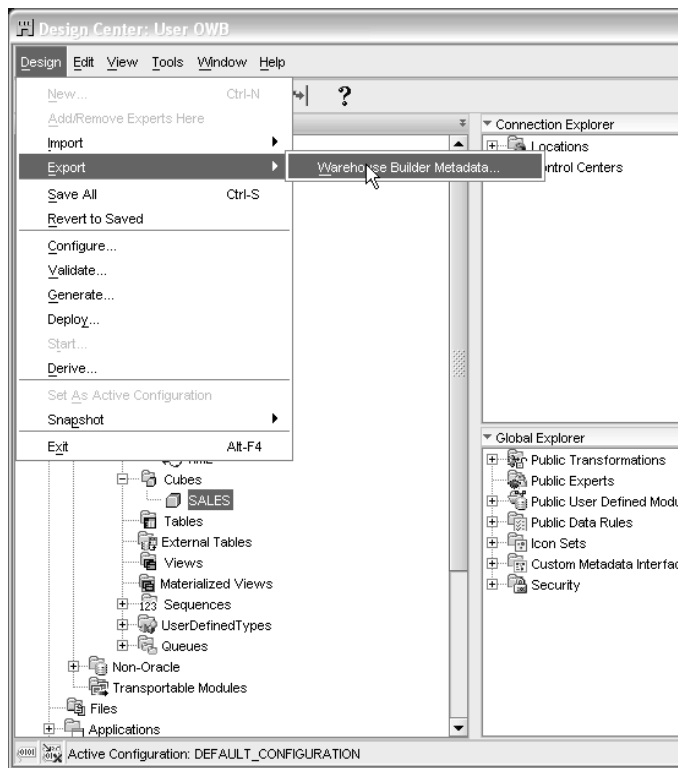 Design Center: User OWB
Design Edit View Tools Window Help
New... Ctrl-N
?
Add/Remove Experts Here
Connection Explorer
Import
Locations
Export
Warehouse Builder Metadata...
ntrol Centers
Save All Ctrl-S
Revert to Saved
Configure...
Validate...
Generate...
Deploy...
Start...
Derive...
Set As Active Configuration
Snapshot
Exit Alt-F4
Global Explorer
Public Transformations
Cubes
Public Experts
SALES
Public User Defined Modu
Tables
Public Data Rules
External Tables
Icon Sets
Views
Custom Metadata Interfac
Materialized Views
Security
123 Sequences
UserDefinedTypes
Queues
Non-Oracle
Transportable Modules
Files
Applications
Active Configuration: DEFAULT_CONFIGURATION